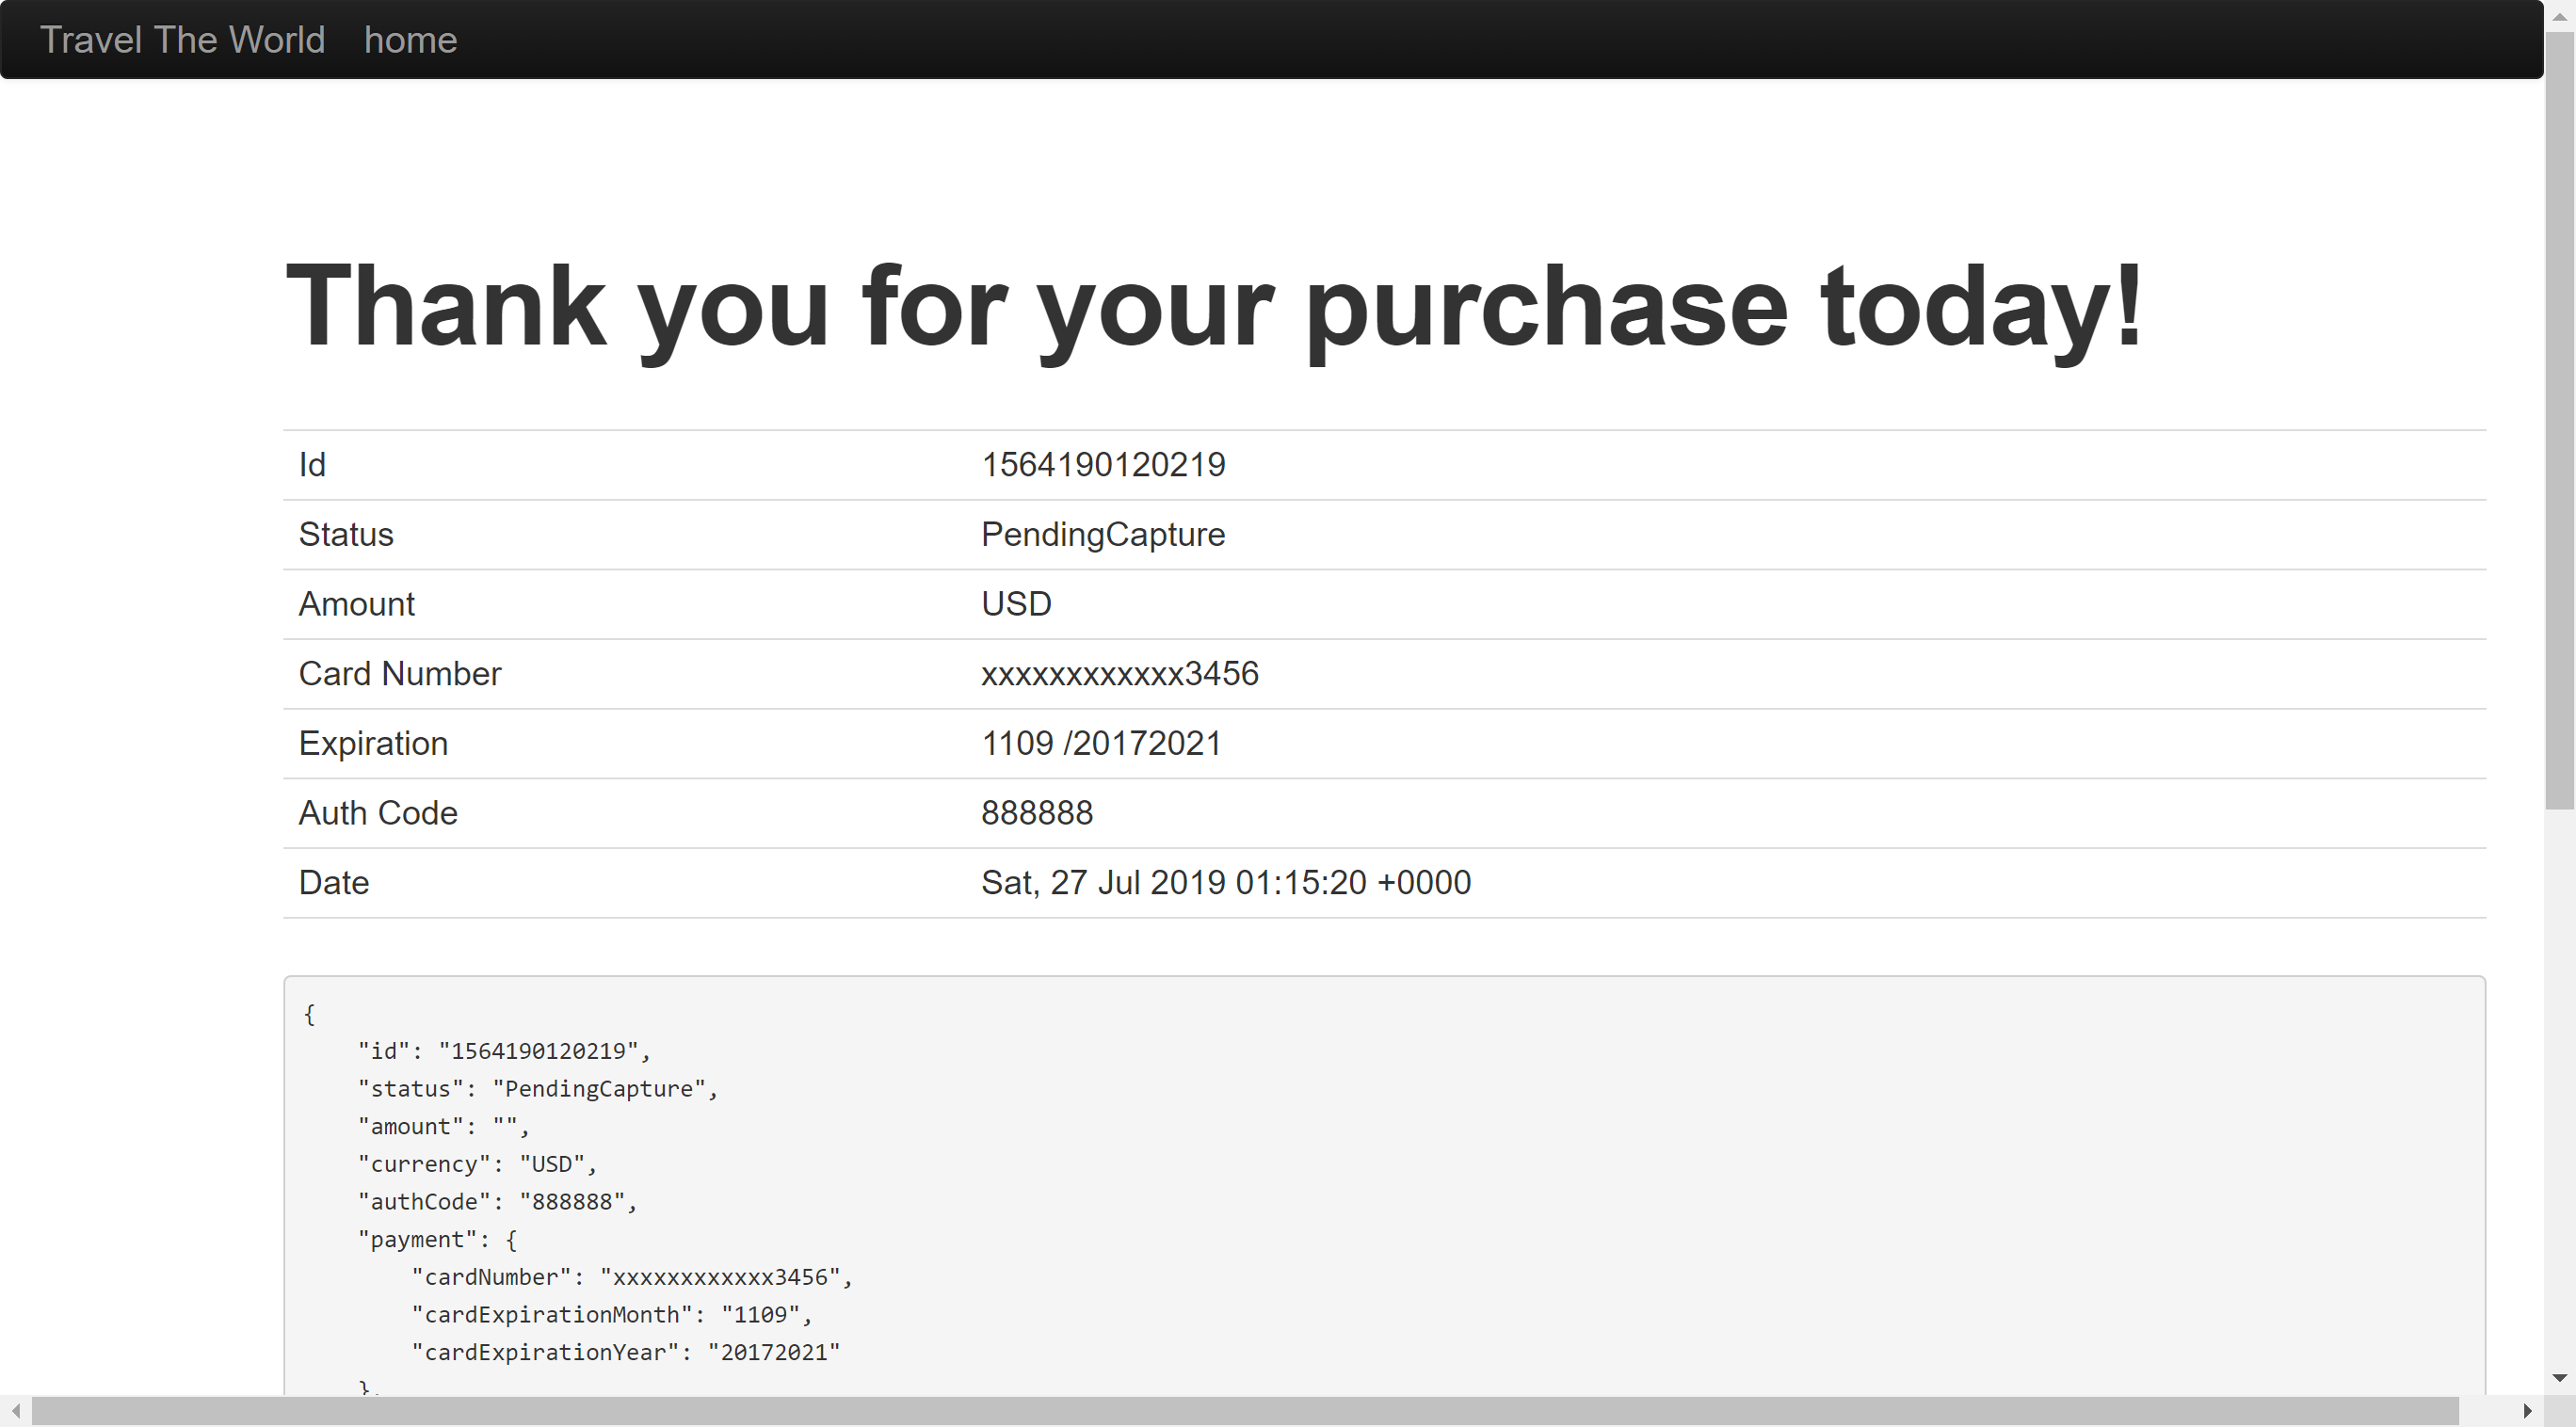 Travel The World home
Thank you for your purchase today!
Id 1564190120219
Status PendingCapture
Amount USD
Card Number xxxxxxxxxxxx3456
Expiration 1109 /20172021
Auth Code 888888
Date Sat, 27 Jul 2019 01:15:20 +0000
{
    "id": "1564190120219",
    "status": "PendingCapture",
    "amount": "",
    "currency": "USD",
    "authCode": "888888",
    "payment": {
        "cardNumber": "xxxxxxxxxxxx3456",
        "cardExpirationMonth": "1109",
        "cardExpirationYear": "20172021"
    },